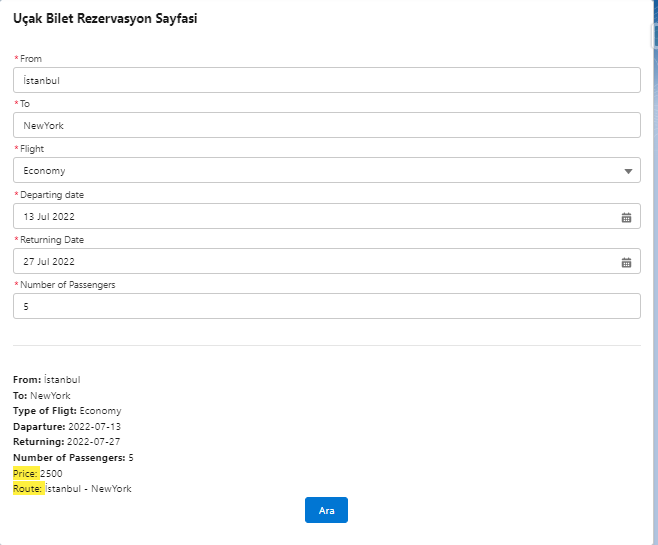 Uçak Bilet Rezervasyon Sayfasi
*From
İstanbul
*To
NewYork
*Flight
Economy
*Departing date
13 Jul 2022
*Returning Date
27 Jul 2022
*Number of Passengers
5
From: İstanbul
To: NewYork
Type of Fligt: Economy
Daparture: 2022-07-13
Returning: 2022-07-27
Number of Passengers: 5
Price: 2500
Route: İstanbul - NewYork
Ara